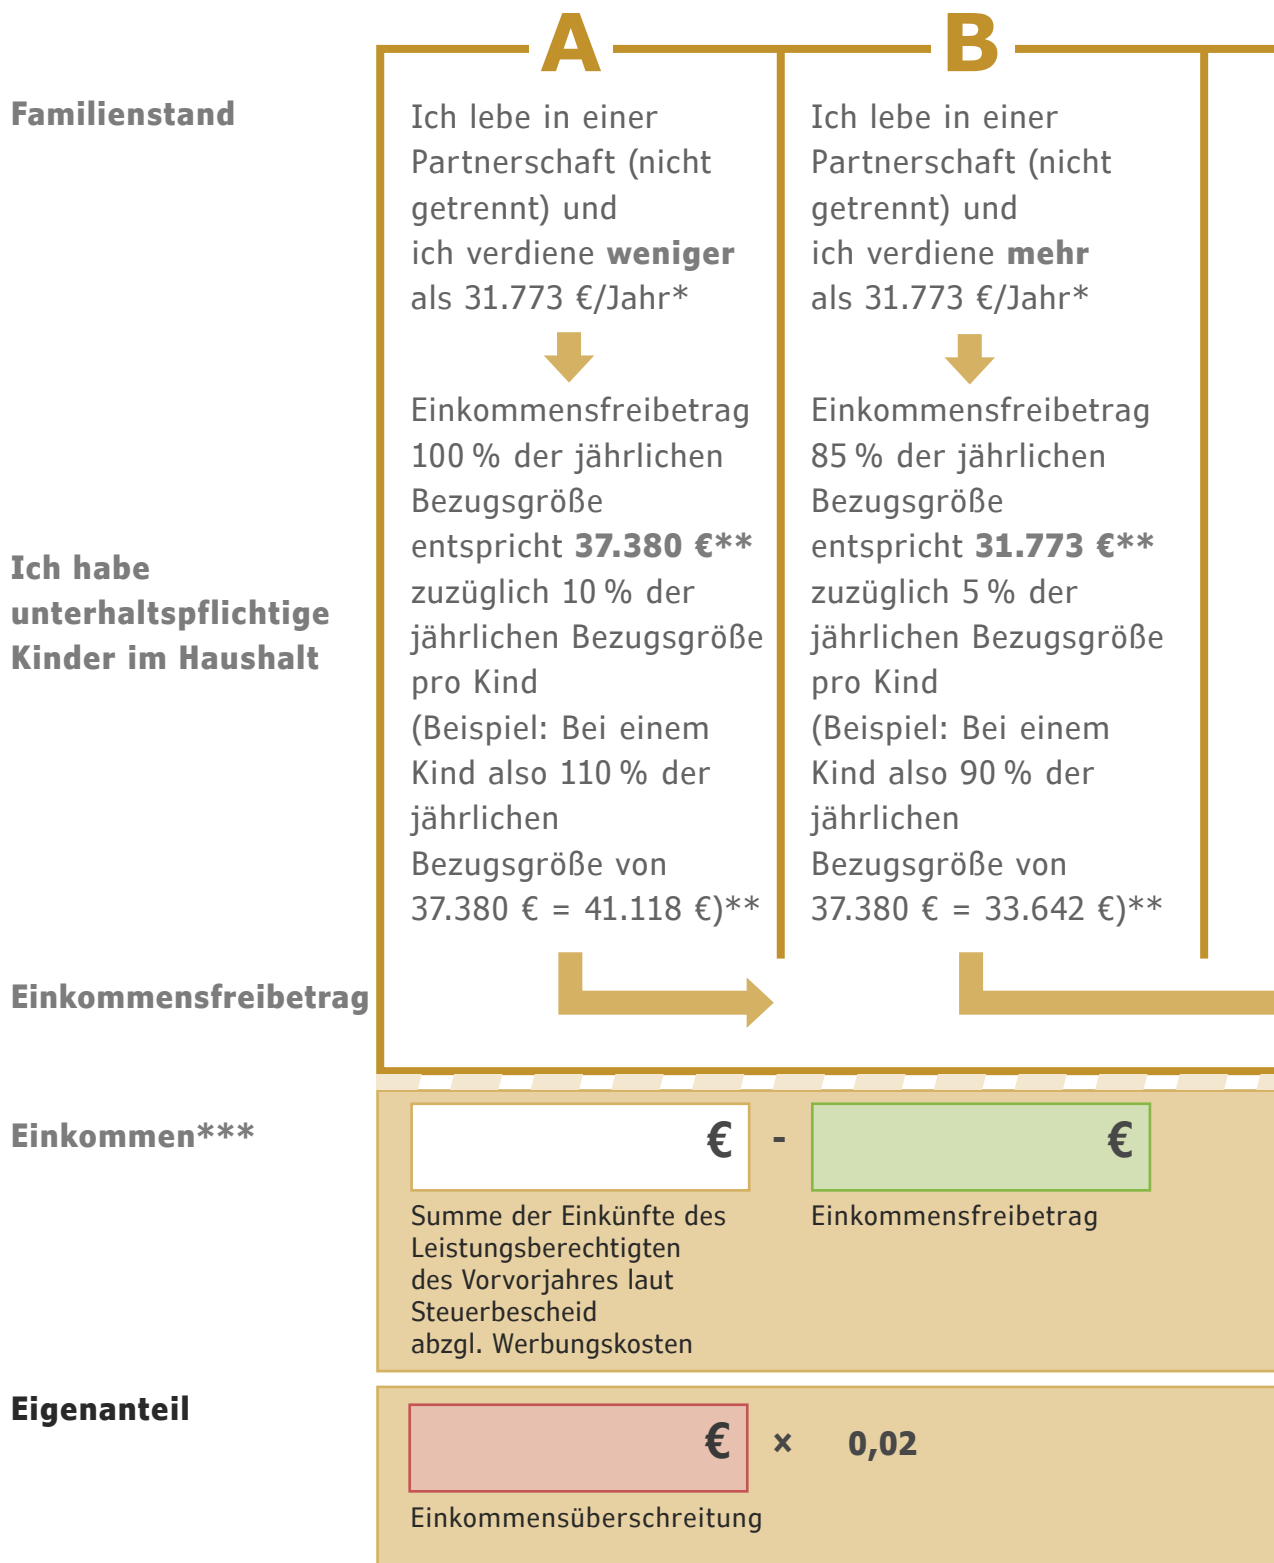 A
B
Familienstand
Ich lebe in einer
Partnerschaft (nicht
getrennt) und
ich verdiene weniger
als 31.773 €/Jahr*
Ich lebe in einer
Partnerschaft (nicht
getrennt) und
ich verdiene mehr
als 31.773 €/Jahr*
Ich habe
unterhaltspflichtige
Kinder im Haushalt
Einkommensfreibetrag
100 % der jährlichen
Bezugsgröße
entspricht 37.380 €**
zuzüglich 10 % der
jährlichen Bezugsgröße
pro Kind
(Beispiel: Bei einem
Kind also 110 % der
jährlichen
Bezugsgröße von
37.380 € = 41.118 €)**
Einkommensfreibetrag
85 % der jährlichen
Bezugsgröße
entspricht 31.773 €**
zuzüglich 5 % der
jährlichen Bezugsgröße
pro Kind
(Beispiel: Bei einem
Kind also 90 % der
jährlichen
Bezugsgröße von
37.380 € = 33.642 €)**
Einkommensfreibetrag
Einkommen***
€ - €
Summe der Einkünfte des
Leistungsberechtigten
des Vorvorjahres laut
Steuerbescheid
abzgl. Werbungskosten
Einkommensfreibetrag
Eigenanteil
€ × 0,02
Einkommensüberschreitung